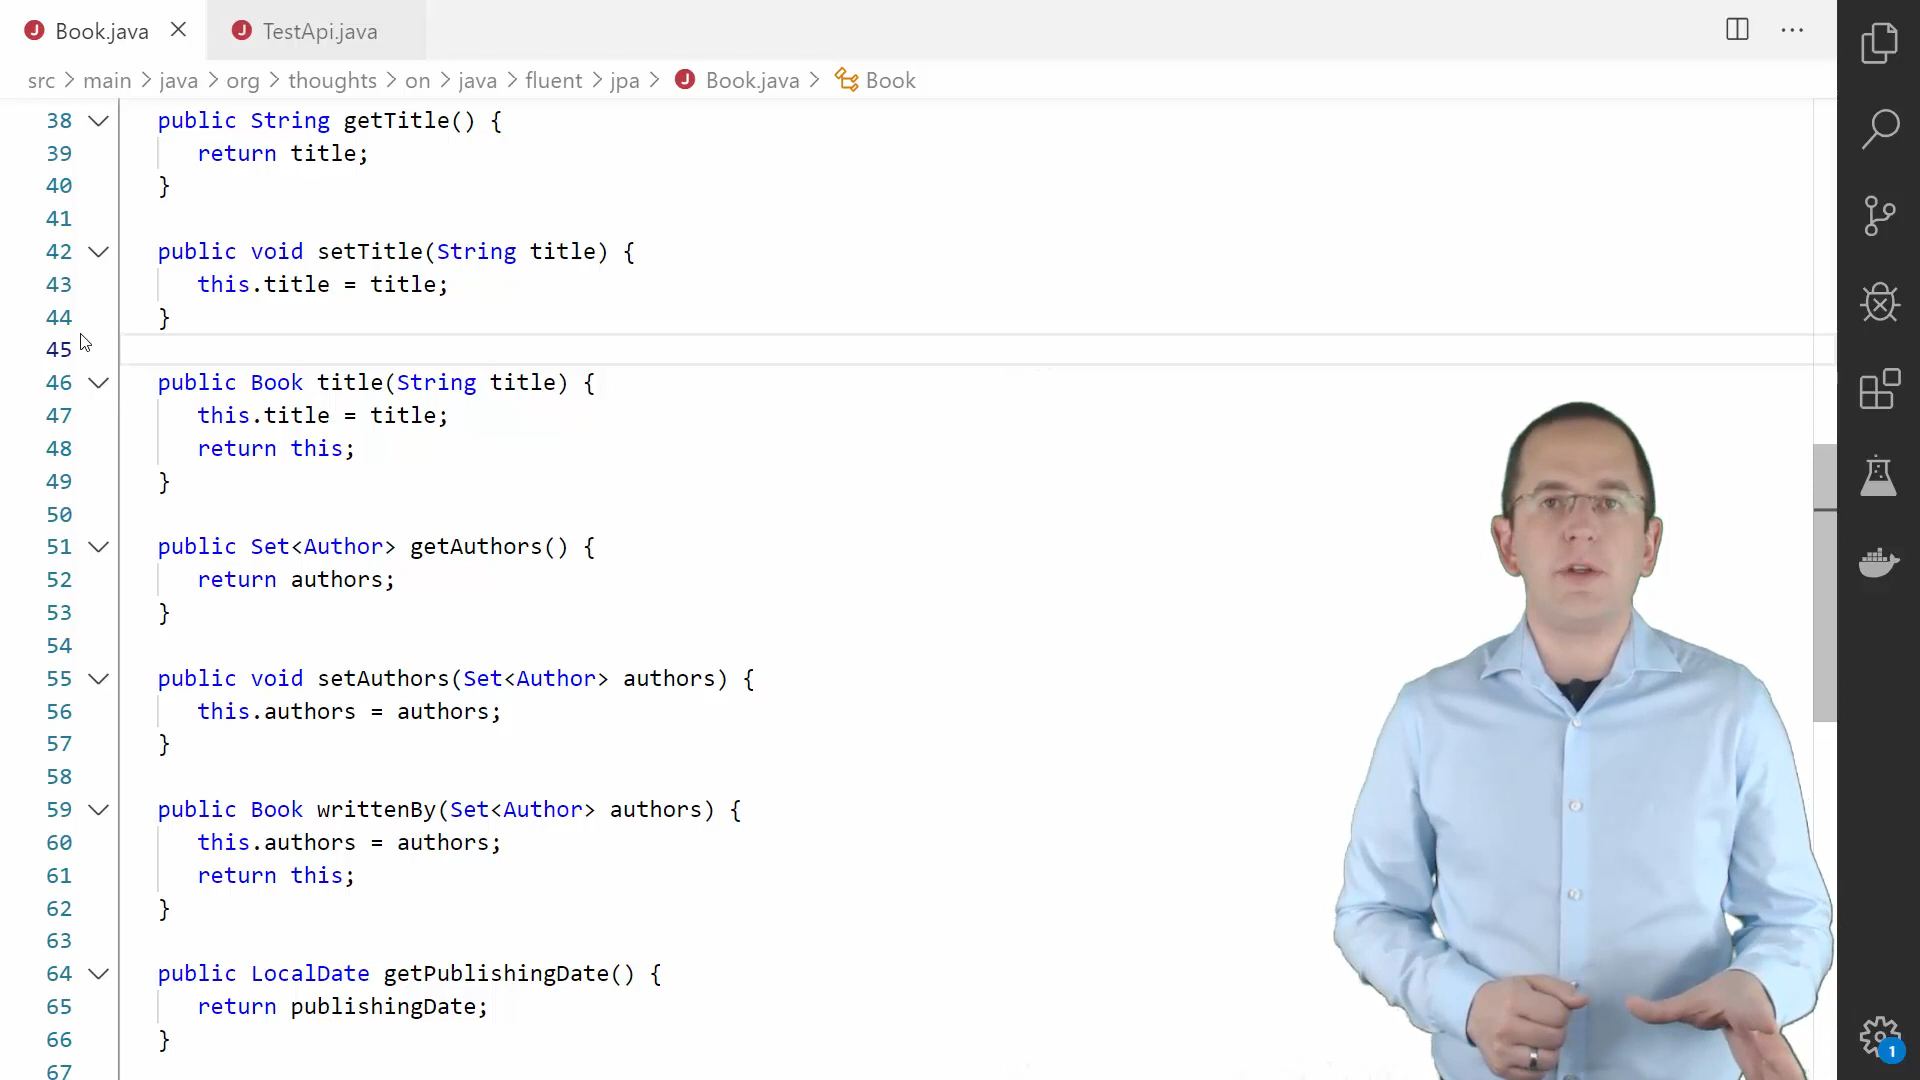 J Book.java
J TestApi.java
src > main > java > org > thoughts > on > java > fluent > jpa > J Book.java > Book
38 public String getTitle() {
39 return title;
40 }
41
42 public void setTitle(String title) {
43 this.title = title;
44 }
45
46 public Book title(String title) {
47 this.title = title;
48 return this;
49 }
50
51 public Set<Author> getAuthors() {
52 return authors;
53 }
54
55 public void setAuthors(Set<Author> authors) {
56 this.authors = authors;
57 }
58
59 public Book writtenBy(Set<Author> authors) {
60 this.authors = authors;
61 return this;
62 }
63
64 public LocalDate getPublishingDate() {
65 return publishingDate;
66 }
67
1